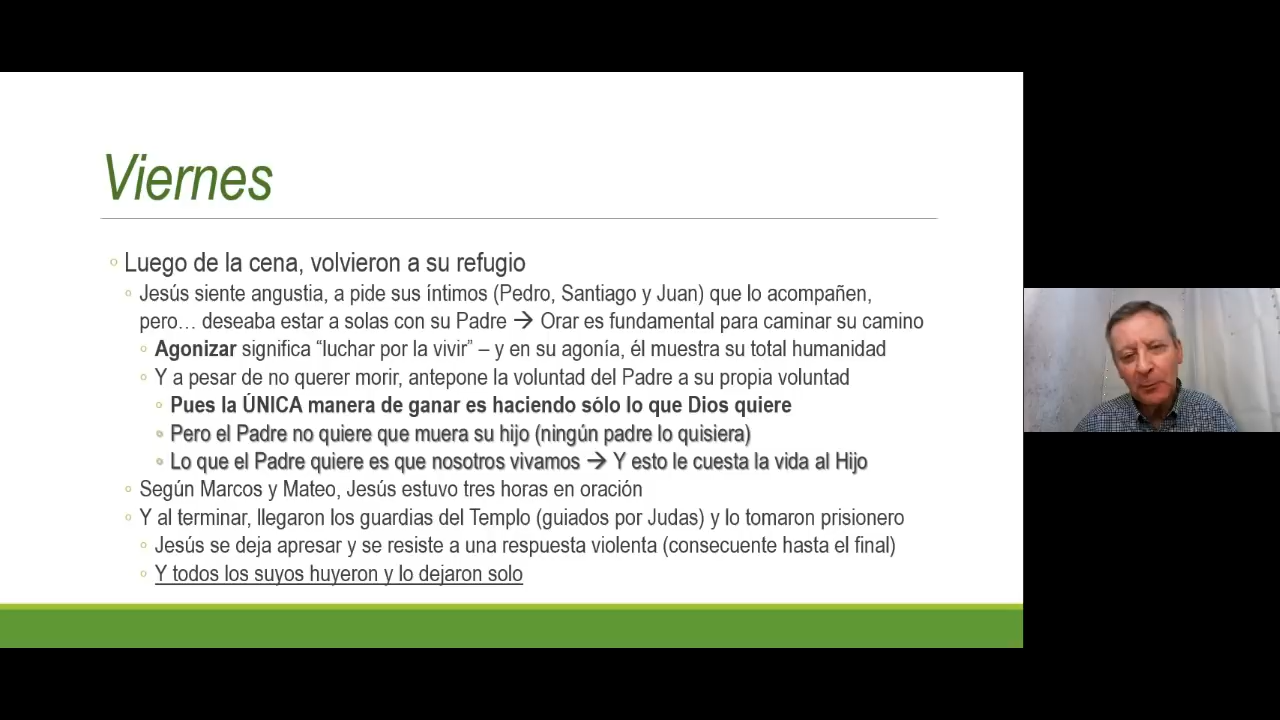 Viernes
Luego de la cena, volvieron a su refugio
Jesús siente angustia, a pide sus íntimos (Pedro, Santiago y Juan) que lo acompañen,
pero… deseaba estar a solas con su Padre → Orar es fundamental para caminar su camino
Agonizar significa “luchar por la vivir” – y en su agonía, él muestra su total humanidad
Y a pesar de no querer morir, antepone la voluntad del Padre a su propia voluntad
Pues la ÚNICA manera de ganar es haciendo sólo lo que Dios quiere
Pero el Padre no quiere que muera su hijo (ningún padre lo quisiera)
Lo que el Padre quiere es que nosotros vivamos → Y esto le cuesta la vida al Hijo
Según Marcos y Mateo, Jesús estuvo tres horas en oración
Y al terminar, llegaron los guardias del Templo (guiados por Judas) y lo tomaron prisionero
Jesús se deja apresar y se resiste a una respuesta violenta (consecuente hasta el final)
Y todos los suyos huyeron y lo dejaron solo